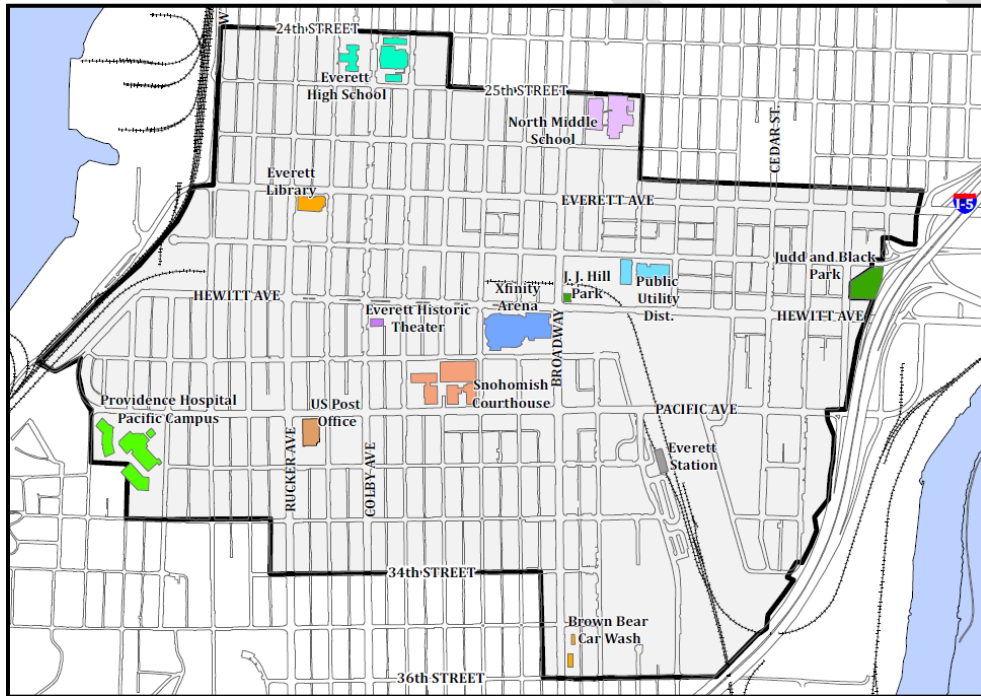 W
24th STREET
Everett
High School
25th STREET
North Middle
School
CEDAR ST.
Everett
Library
EVERETT AVE
I-5
Judd and Black
Park
J. J. Hill
Park
Public
Utility
Dist.
HEWITT AVE
Xfinity
Arena
Everett Historic
Theater
HEWITT AVE
BROADWAY
Snohomish
Courthouse
Providence Hospital
Pacific Campus
US Post
Office
PACIFIC AVE
Everett
Station
RUCKER AVE
COLBY AVE
34th STREET
Brown Bear
Car Wash
36th STREET